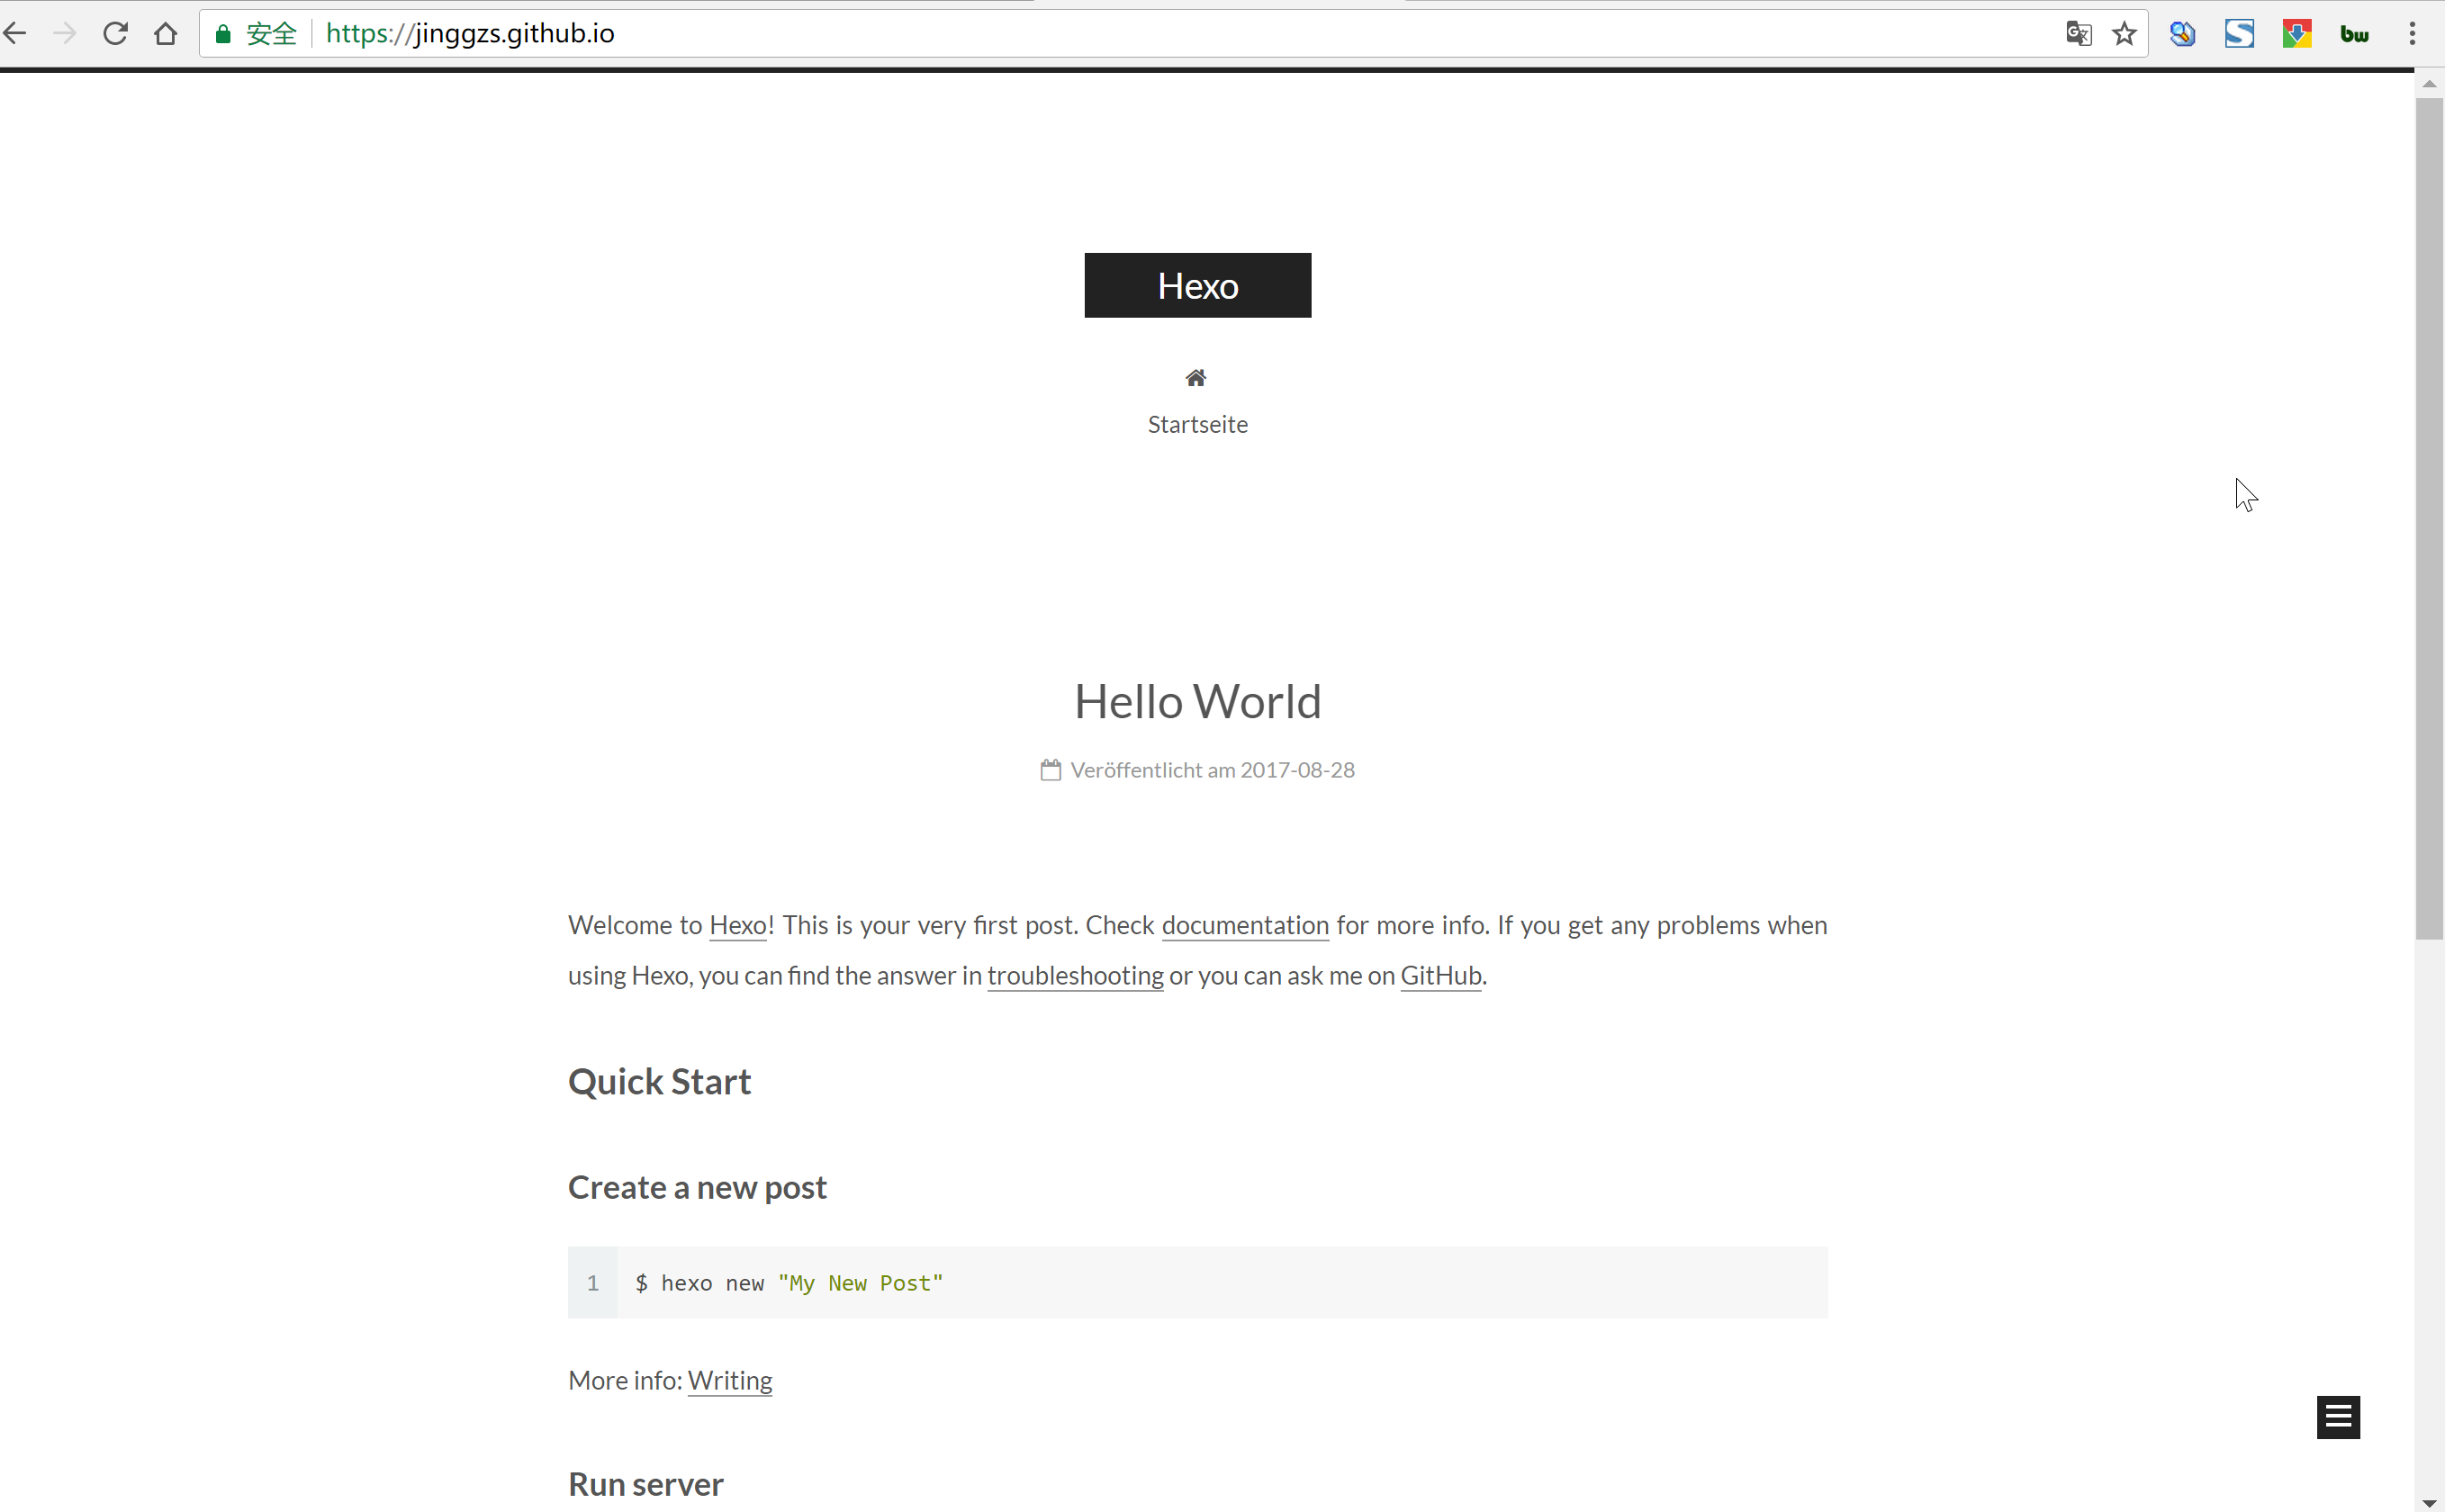 安全 https://jinggzs.github.io
bw
Hexo
Startseite
Hello World
Veröffentlicht am 2017-08-28
Welcome to Hexo! This is your very first post. Check documentation for more info. If you get any problems when
using Hexo, you can find the answer in troubleshooting or you can ask me on GitHub.
Quick Start
Create a new post
1 $ hexo new "My New Post"
More info: Writing
Run server